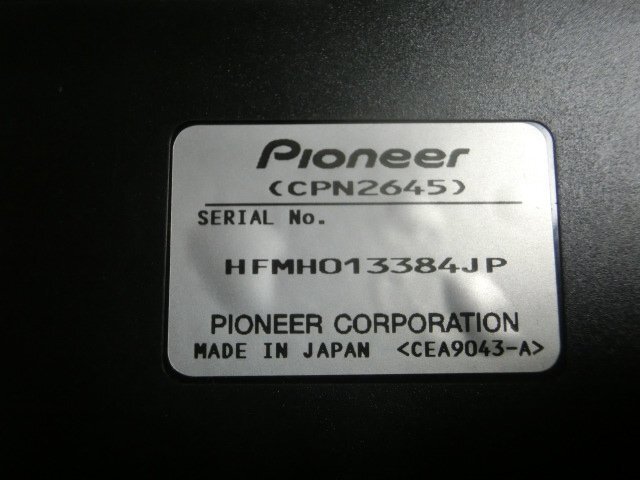 Pioneer
(CPN2645)
SERIAL No.
HFMH013384JP
PIONEER CORPORATION
MADE IN JAPAN <CEA9043-A>